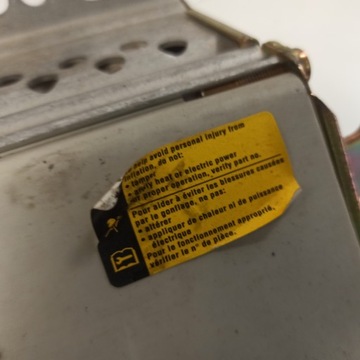 help avoid personal injury from
inflation, do not:
• tamper
• apply heat or electric power
for proper operation, verify part no.
Pour aider à éviter les blessures causées
par le gonflage, ne pas:
• altérer
• appliquer de chaleur ni de puissance
électrique
Pour le fonctionnement approprié,
vérifier le n° de pièce.